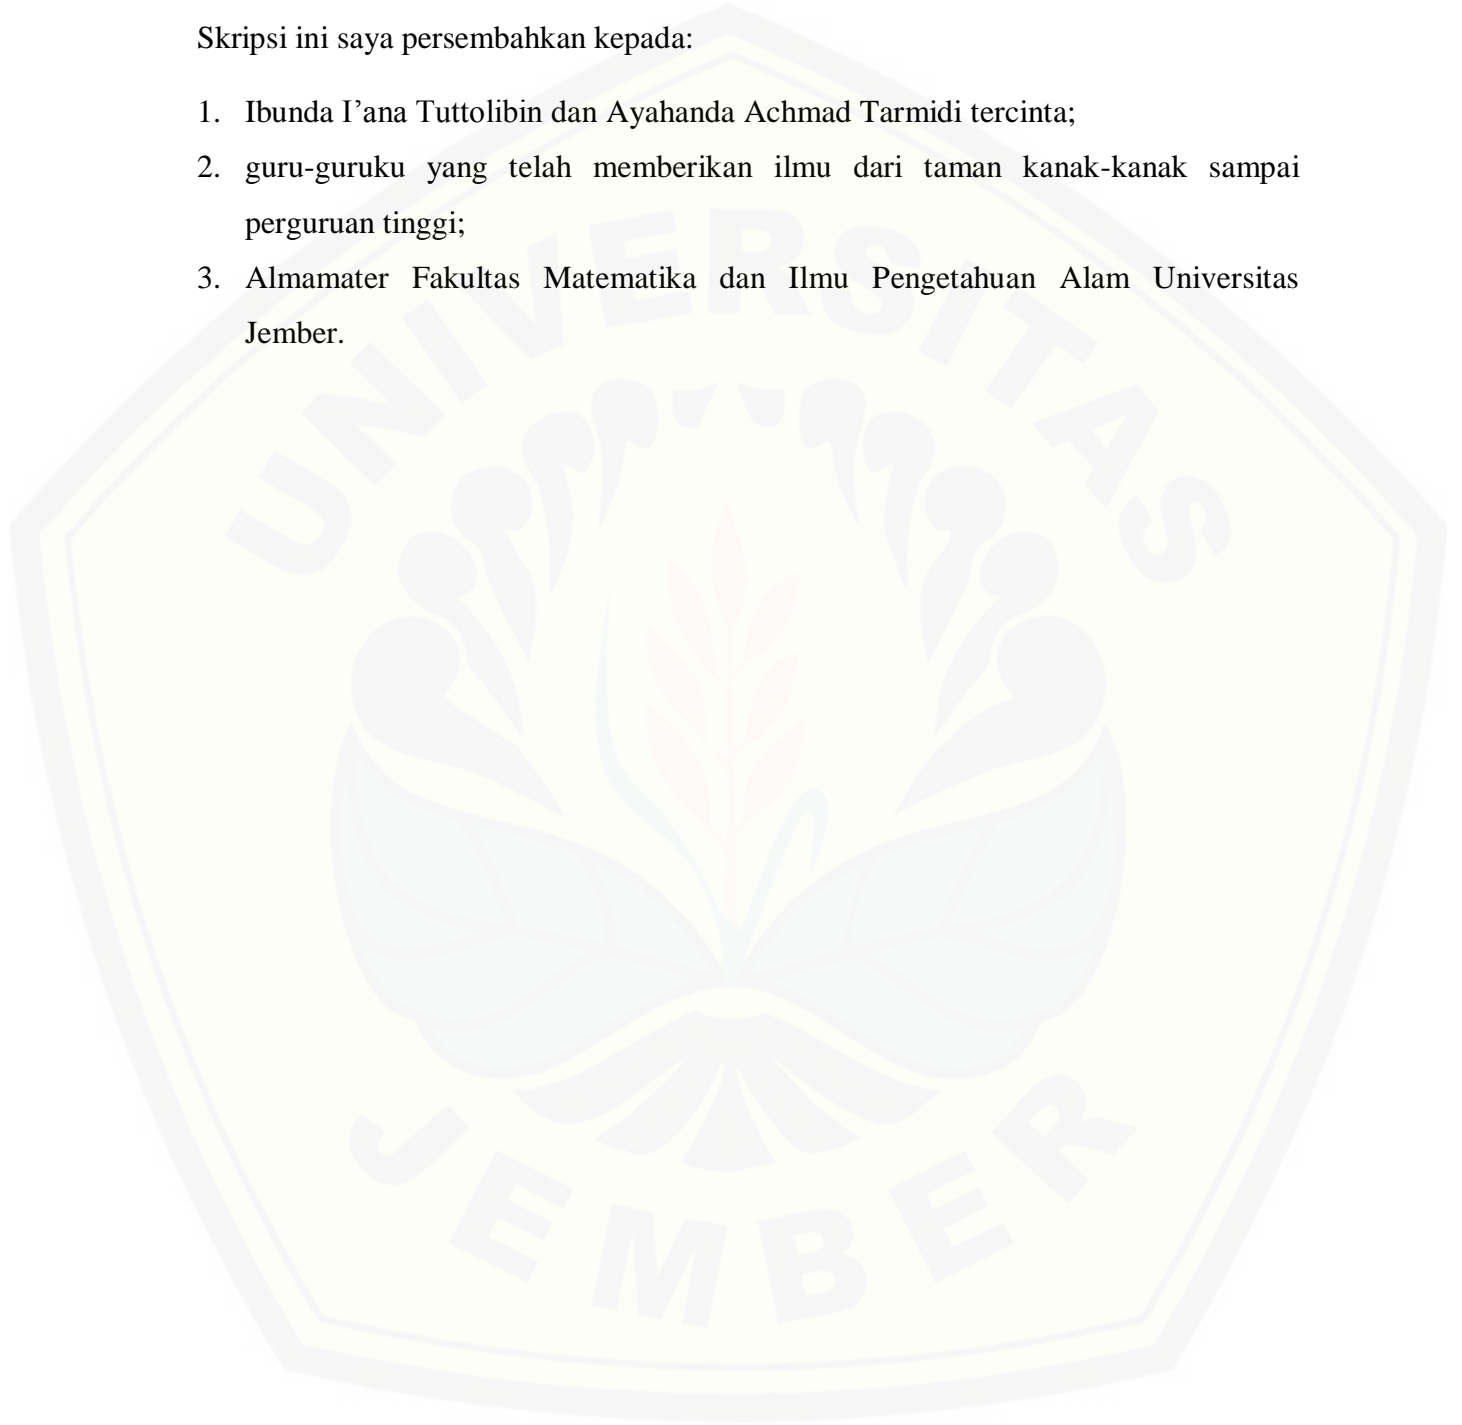 Skripsi ini saya persembahkan kepada:
1. Ibunda I’ana Tuttolibin dan Ayahanda Achmad Tarmidi tercinta;
2. guru-guruku yang telah memberikan ilmu dari taman kanak-kanak sampai
perguruan tinggi;
3. Almamater Fakultas Matematika dan Ilmu Pengetahuan Alam Universitas
Jember.
UNIVERSITAS
JEMBER